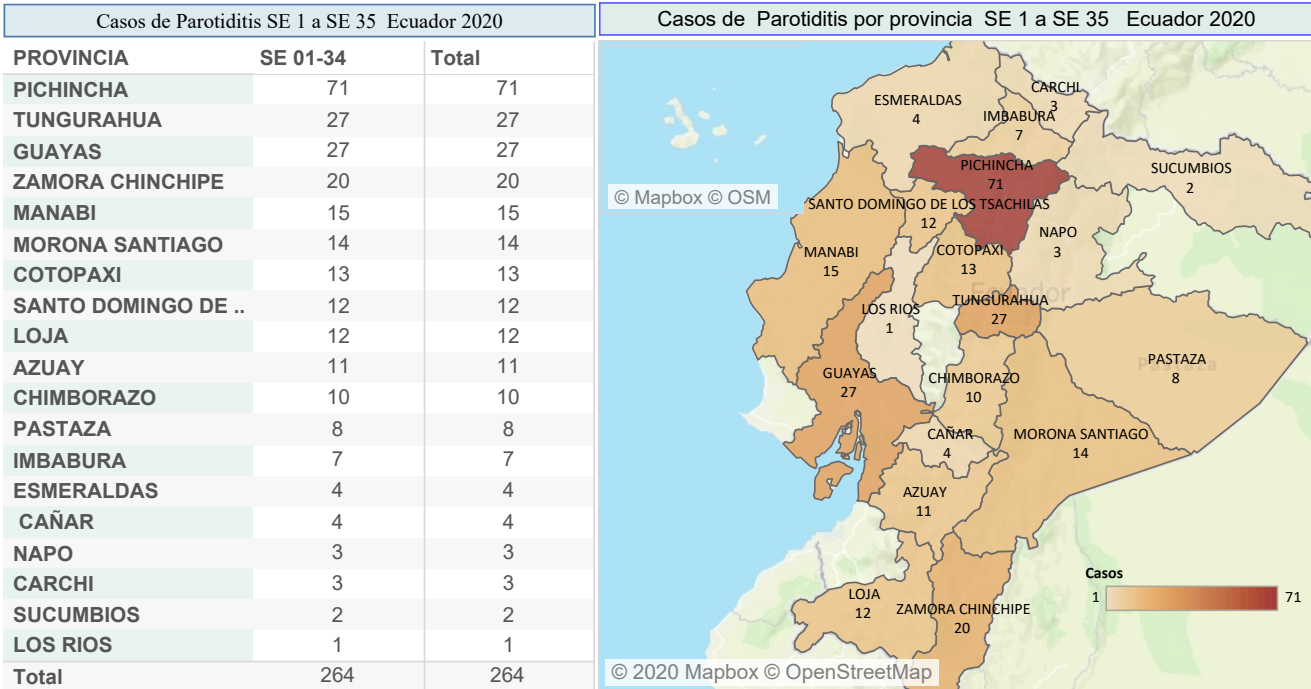 Casos de Parotiditis SE 1 a SE 35 Ecuador 2020
PROVINCIA SE 01-34 Total
PICHINCHA 71 71
TUNGURAHUA 27 27
GUAYAS 27 27
ZAMORA CHINCHIPE 20 20
MANABI 15 15
MORONA SANTIAGO 14 14
COTOPAXI 13 13
SANTO DOMINGO DE .. 12 12
LOJA 12 12
AZUAY 11 11
CHIMBORAZO 10 10
PASTAZA 8 8
IMBABURA 7 7
ESMERALDAS 4 4
CAÑAR 4 4
NAPO 3 3
CARCHI 3 3
SUCUMBIOS 2 2
LOS RIOS 1 1
Total 264 264
Casos de Parotiditis por provincia SE 1 a SE 35 Ecuador 2020
CARCHI
3
ESMERALDAS
4
IMBABURA
7
PICHINCHA
71
SUCUMBIOS
2
© Mapbox © OSM
SANTO DOMINGO DE LOS TSACHILAS
12
NAPO
3
MANABI
15
COTOPAXI
13
Ecuador
TUNGURAHUA
27
LOS RIOS
1
PASTAZA
Pastaza
8
GUAYAS
27
CHIMBORAZO
10
CAÑAR
4
MORONA SANTIAGO
14
AZUAY
11
Casos
1 71
LOJA
12
ZAMORA CHINCHIPE
20
© 2020 Mapbox © OpenStreetMap